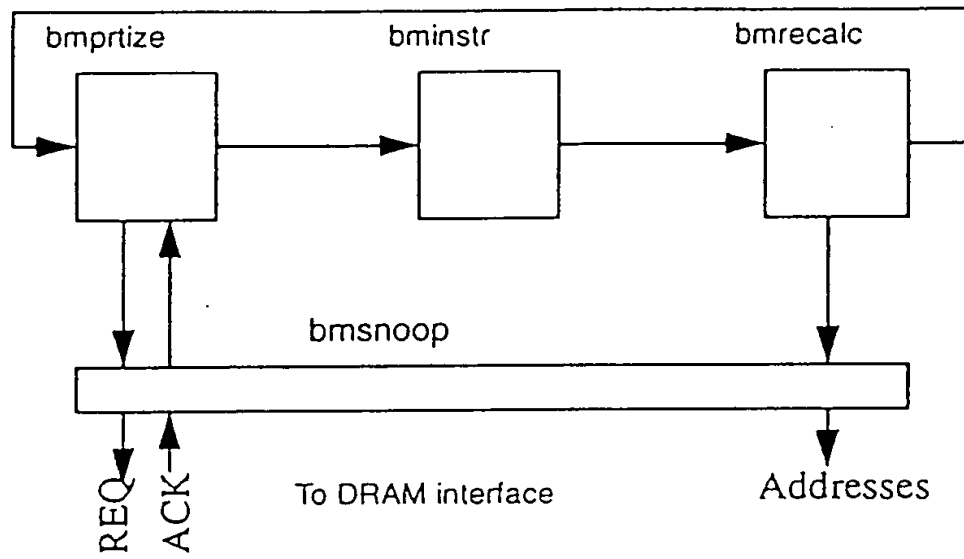 bmprtize
bminstr
bmrecalc
bmsnoop
REQ
ACK
To DRAM interface
Addresses